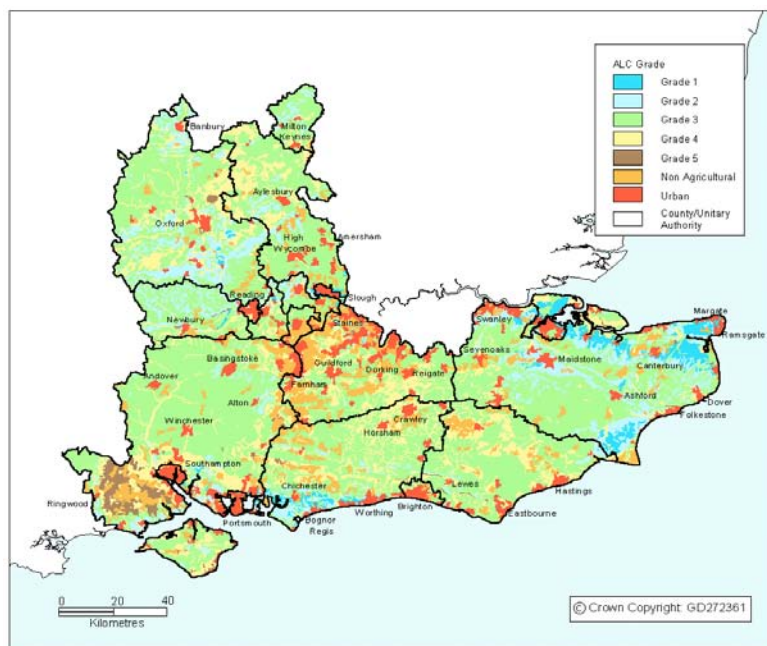 ALC Grade
Grade 1
Grade 2
Grade 3
Grade 4
Grade 5
Non Agricultural
Urban
County/Unitary
Authority
Banbury
Milton
Keynes
Aylesbury
Oxford
High
Wycombe
Amersham
Slough
Reading
Newbury
Staines
Swanley
Margate
Ramsgate
Sevenoaks
Maidstone
Canterbury
Basingstoke
Guildford
Dorking
Reigate
Andover
Farnham
Ashford
Dover
Folkestone
Alton
Winchester
Crawley
Horsham
Southampton
Ringwood
Chichester
Lewes
Hastings
Portsmouth
Bognor
Regis
Worthing
Brighton
Eastbourne
0 20 40
Kilometres
© Crown Copyright: GD272361